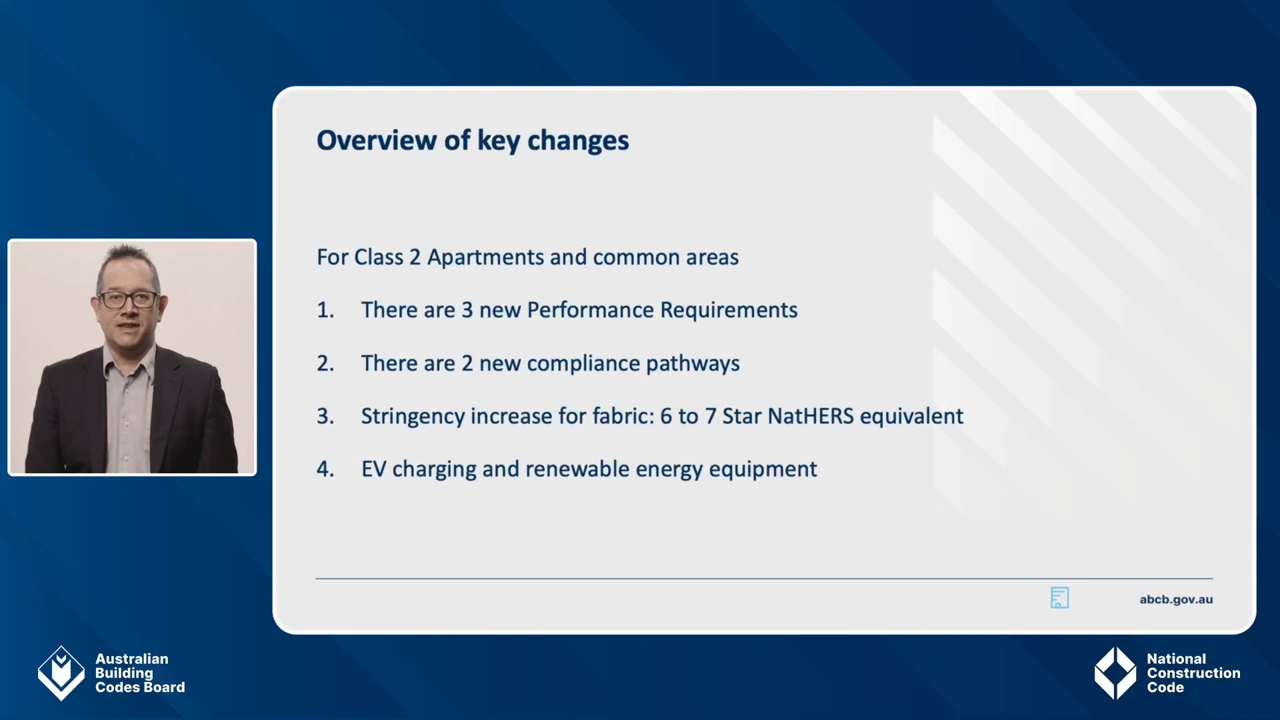 Overview of key changes
For Class 2 Apartments and common areas
1. There are 3 new Performance Requirements
2. There are 2 new compliance pathways
3. Stringency increase for fabric: 6 to 7 Star NatHERS equivalent
4. EV charging and renewable energy equipment
abcb.gov.au
Australian
Building
Codes Board
National
Construction
Code